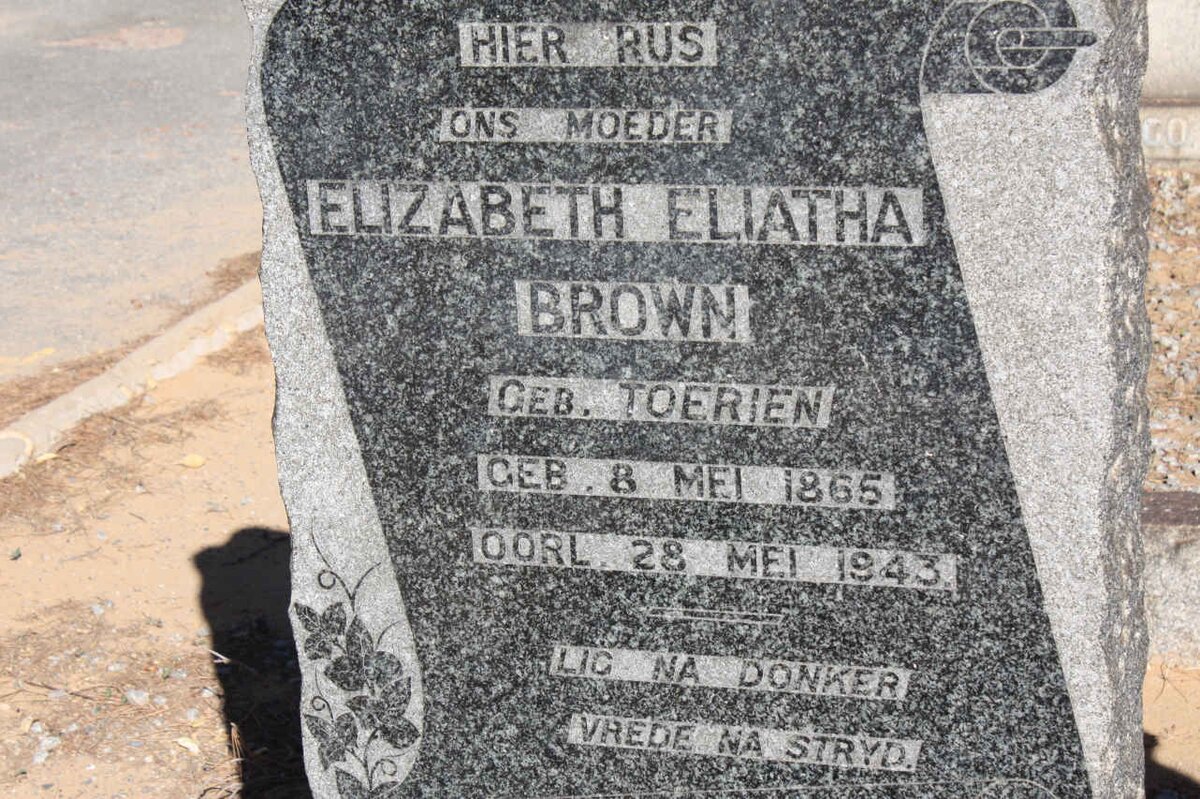 HIER RUS
ONS MOEDER
ELIZABETH ELIATHA
BROWN
GEB. TOERIEN
GEB. 8 MEI 1865
OORL. 28 MEI 1943.
LIG NA DONKER
VREDE NA STRYD.